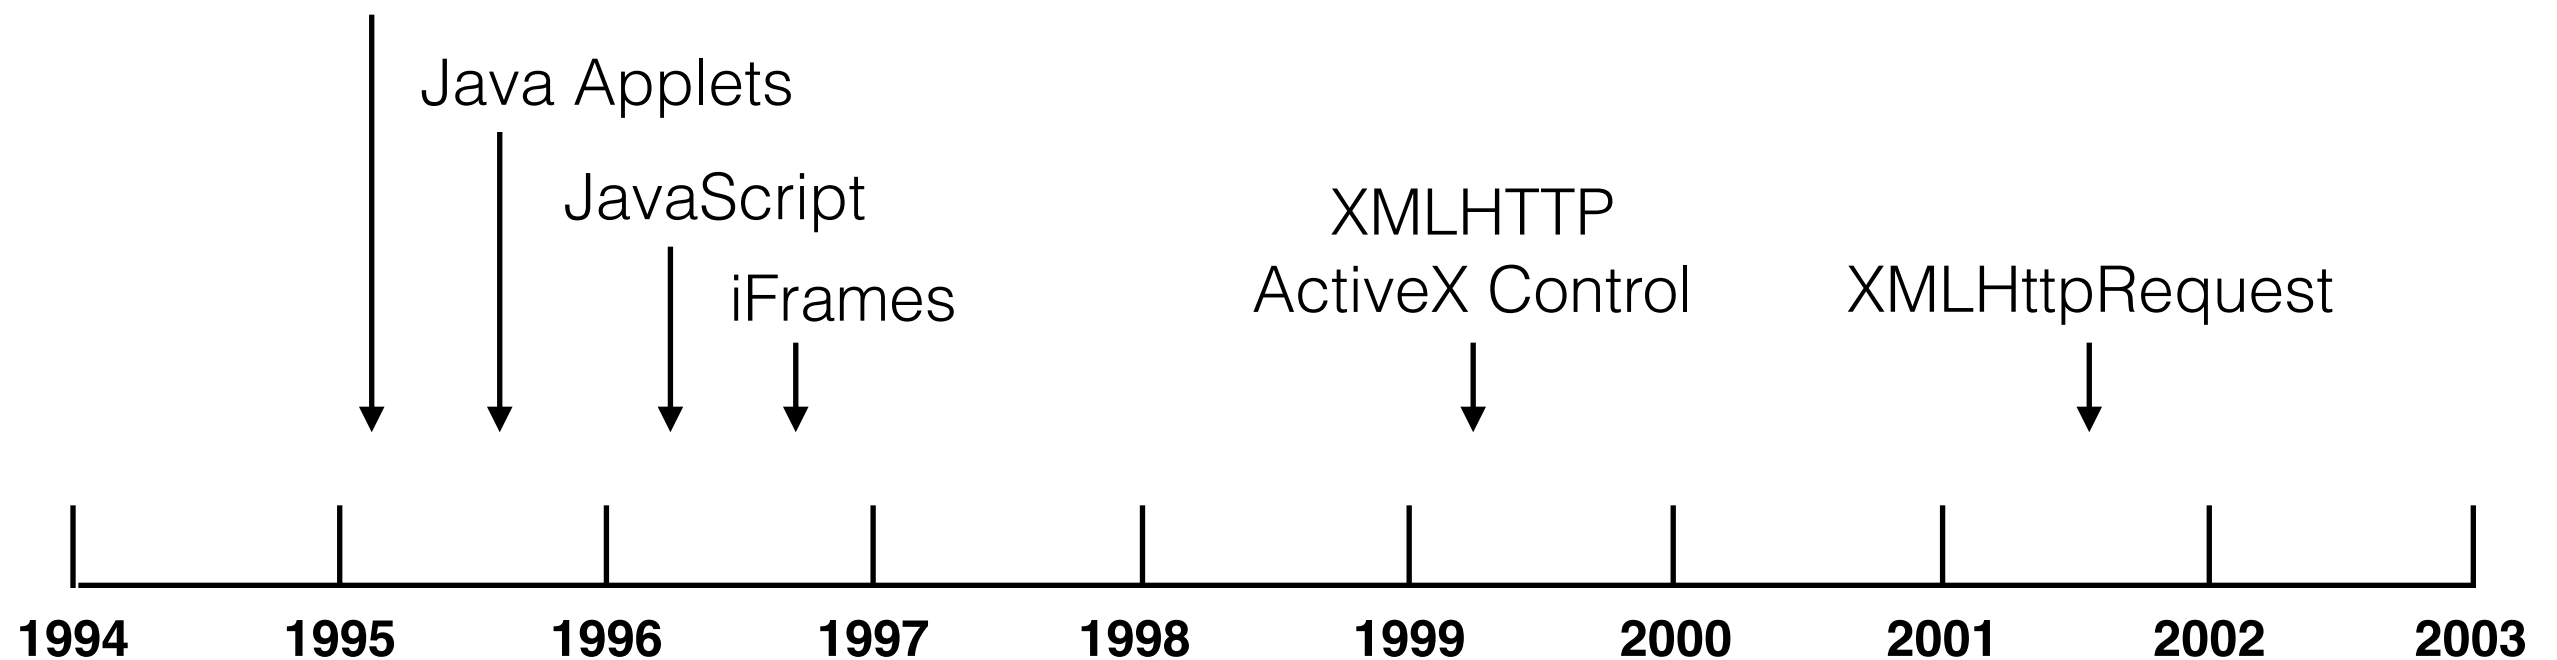 Java Applets
JavaScript
iFrames
XMLHTTP
ActiveX Control
XMLHttpRequest
1994
1995
1996
1997
1998
1999
2000
2001
2002
2003